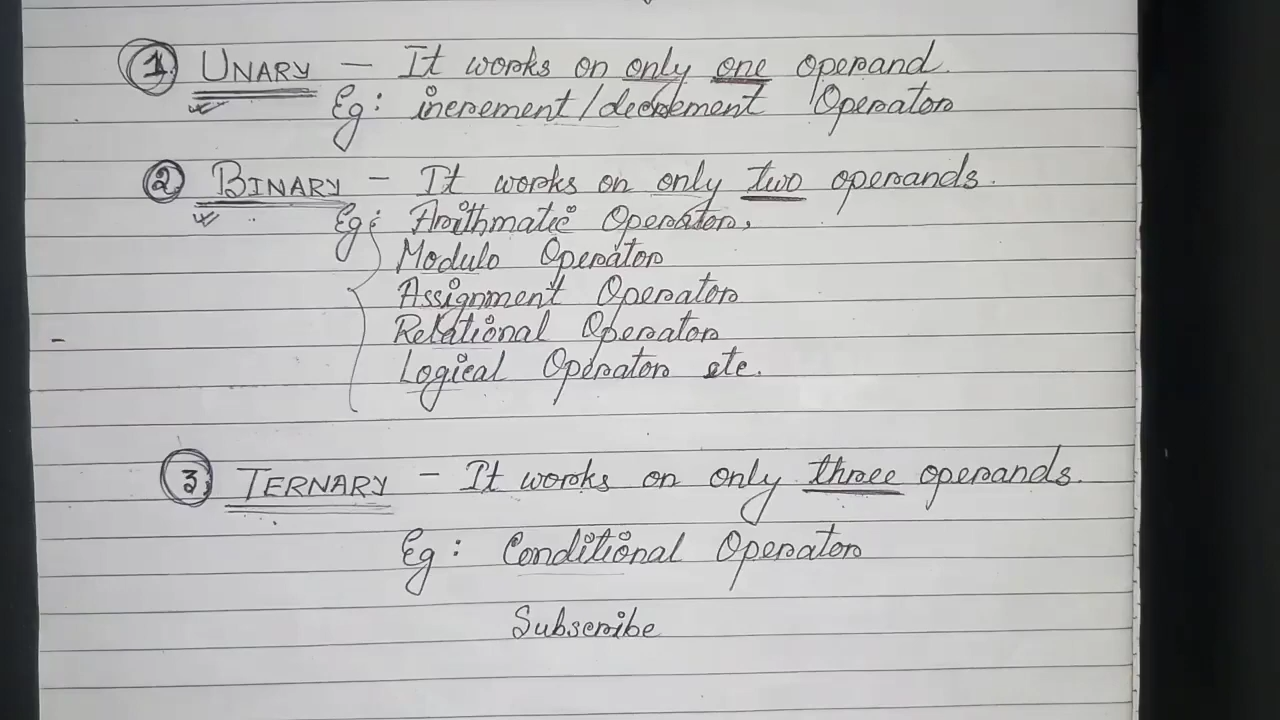 1 UNARY - It works on only one operand.
Eg: increment/decrement Operator
2 BINARY - It works on only two operands.
Eg: Arithmatic Operator,
Modulo Operator
Assignment Operator
Relational Operator
Logical Operator etc.
3 TERNARY - It works on only three operands.
Eg: Conditional Operator
Subscribe